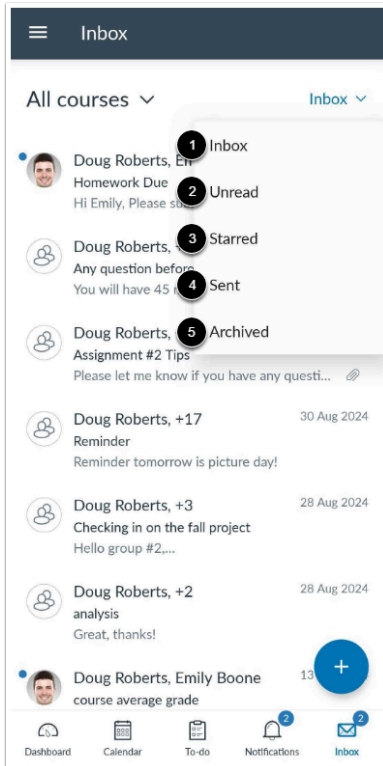 Inbox
All courses
Inbox
1 Inbox
2 Unread
3 Starred
4 Sent
5 Archived
Doug Roberts,
Homework Due
Hi Emily, Please
Doug Roberts,
Any question before
You will have 45
Doug Roberts,
Assignment #2 Tips
Please let me know if you have any questi...
Doug Roberts, +17
30 Aug 2024
Reminder
Reminder tomorrow is picture day!
Doug Roberts, +3
28 Aug 2024
Checking in on the fall project
Hello group #2,...
Doug Roberts, +2
28 Aug 2024
analysis
Great, thanks!
Doug Roberts, Emily Boone
13
course average grade
+
2
2
Dashboard
Calendar
To-do
Notifications
Inbox